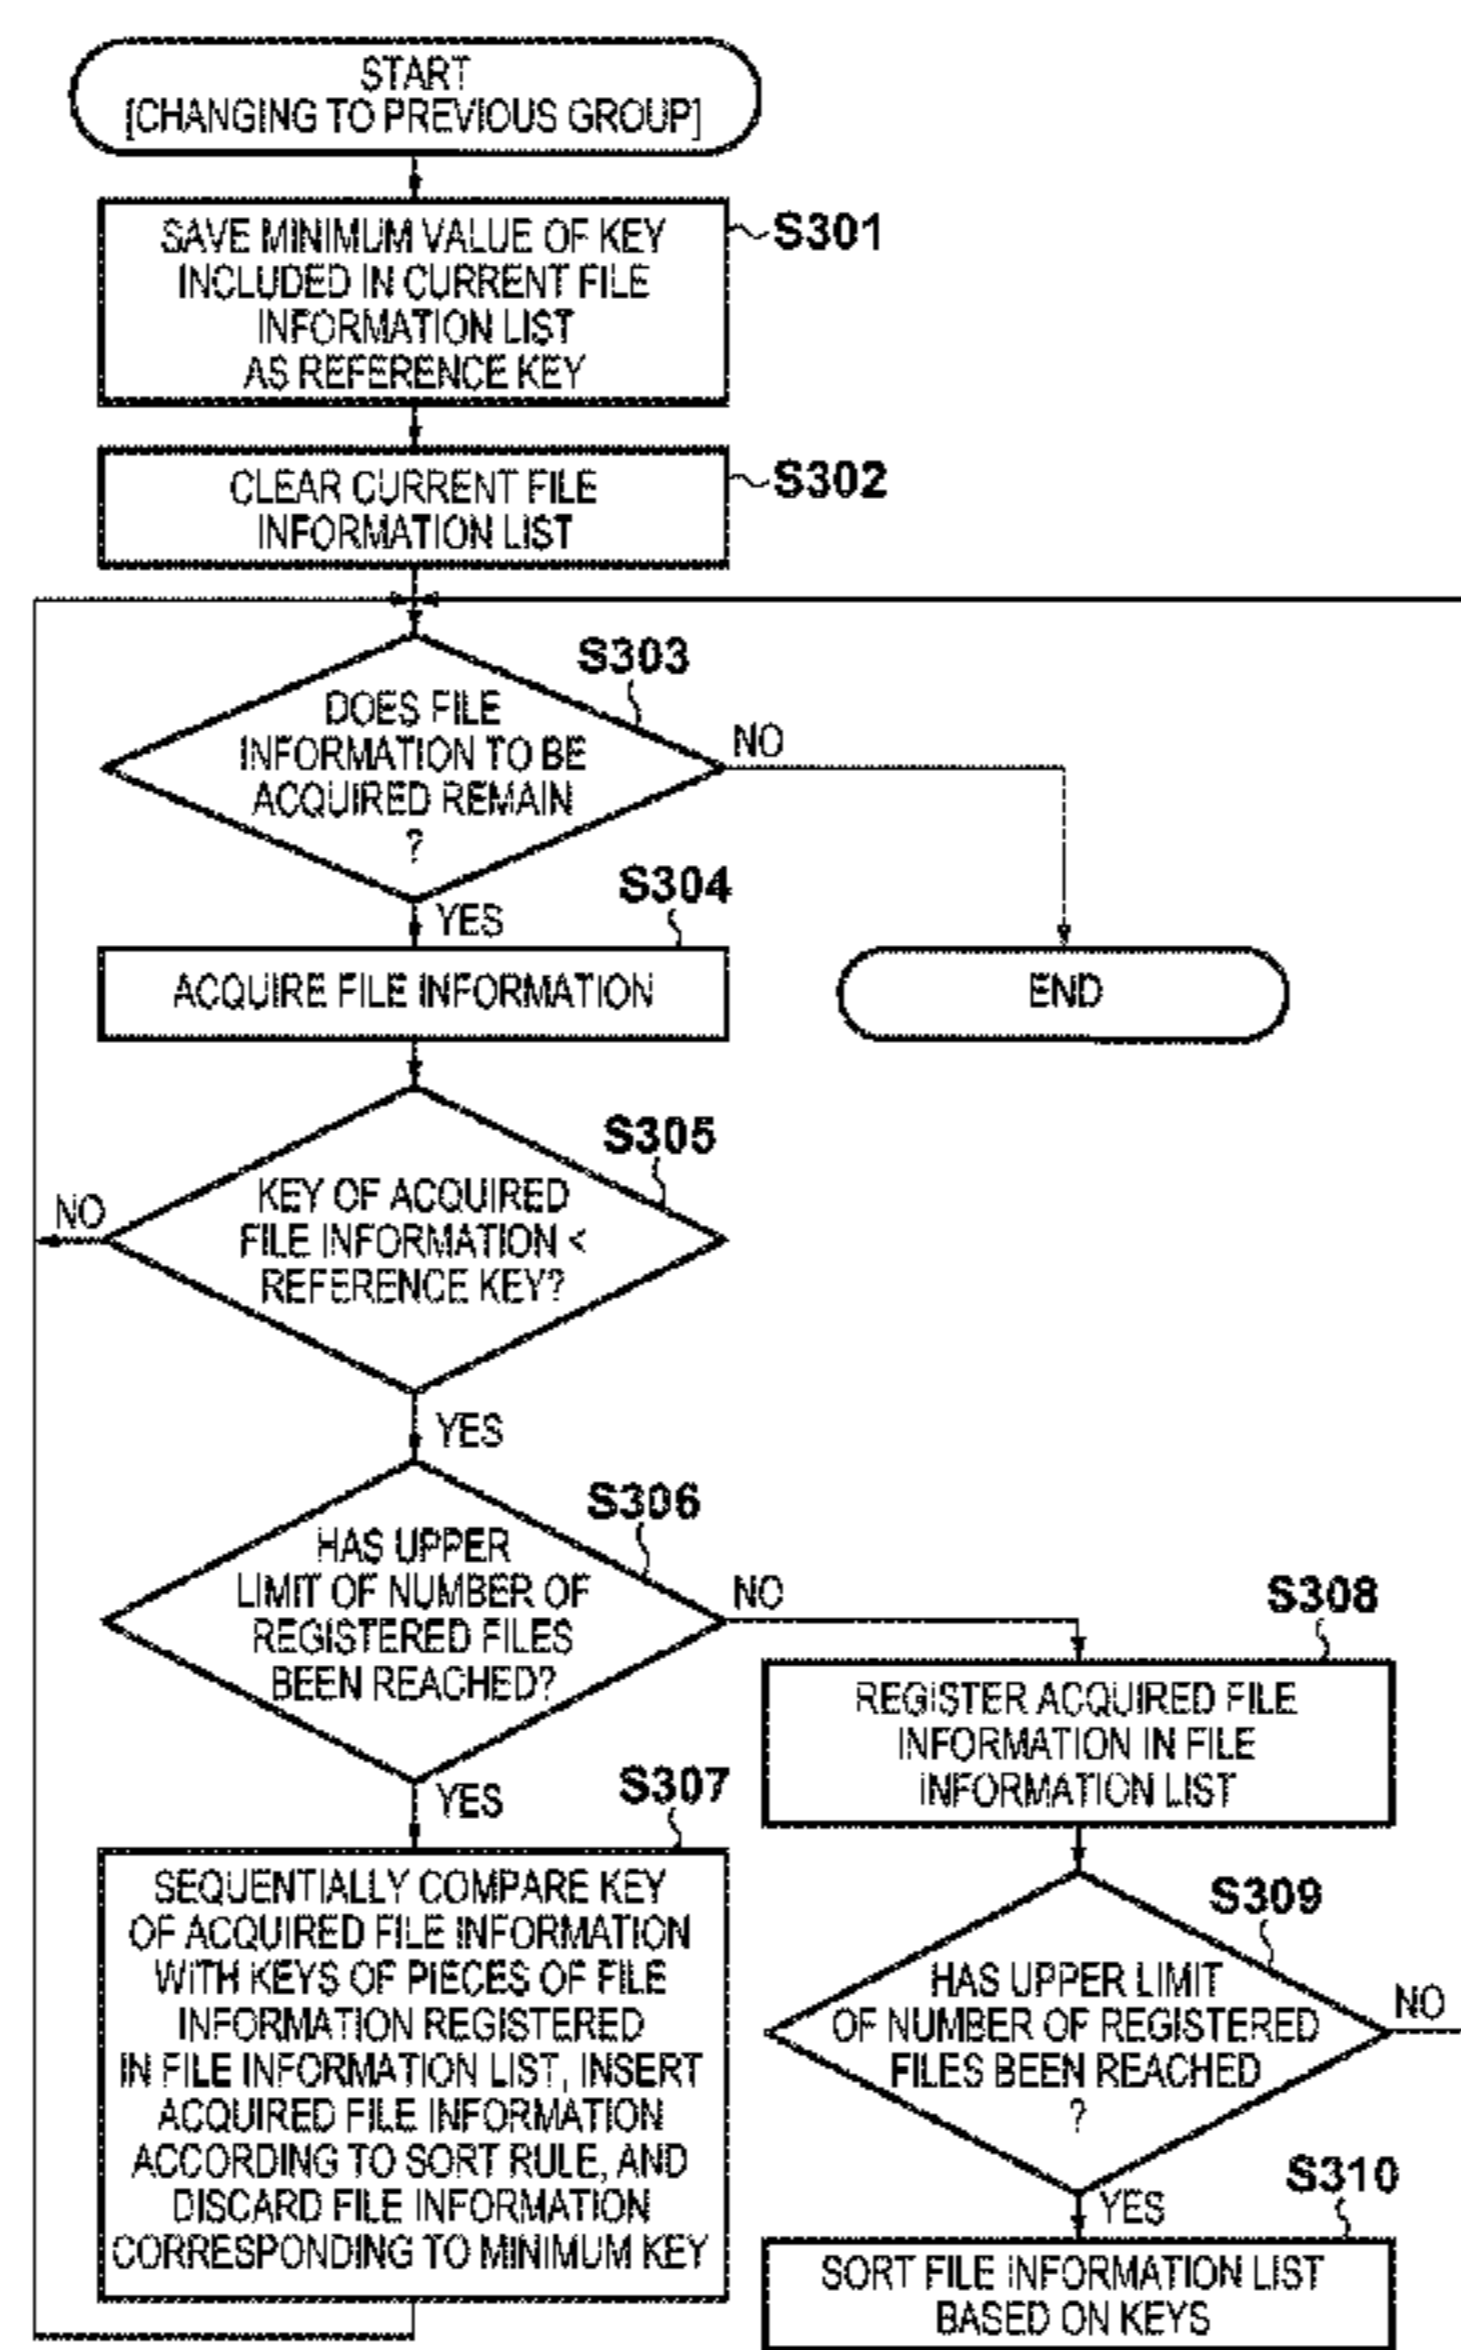 START
[CHANGING TO PREVIOUS GROUP]
SAVE MINIMUM VALUE OF KEY
INCLUDED IN CURRENT FILE
INFORMATION LIST
AS REFERENCE KEY
S301
CLEAR CURRENT FILE
INFORMATION LIST
S302
S303
DOES FILE
INFORMATION TO BE
ACQUIRED REMAIN
?
NO
YES
S304
ACQUIRE FILE INFORMATION
END
S305
KEY OF ACQUIRED
FILE INFORMATION <
REFERENCE KEY?
NO
YES
S306
HAS UPPER
LIMIT OF NUMBER OF
REGISTERED FILES
BEEN REACHED?
NO
YES
S308
REGISTER ACQUIRED FILE
INFORMATION IN FILE
INFORMATION LIST
S307
SEQUENTIALLY COMPARE KEY
OF ACQUIRED FILE INFORMATION
WITH KEYS OF PIECES OF FILE
INFORMATION REGISTERED
IN FILE INFORMATION LIST, INSERT
ACQUIRED FILE INFORMATION
ACCORDING TO SORT RULE, AND
DISCARD FILE INFORMATION
CORRESPONDING TO MINIMUM KEY
S309
HAS UPPER LIMIT
OF NUMBER OF REGISTERED
FILES BEEN REACHED
?
NO
YES
S310
SORT FILE INFORMATION LIST
BASED ON KEYS